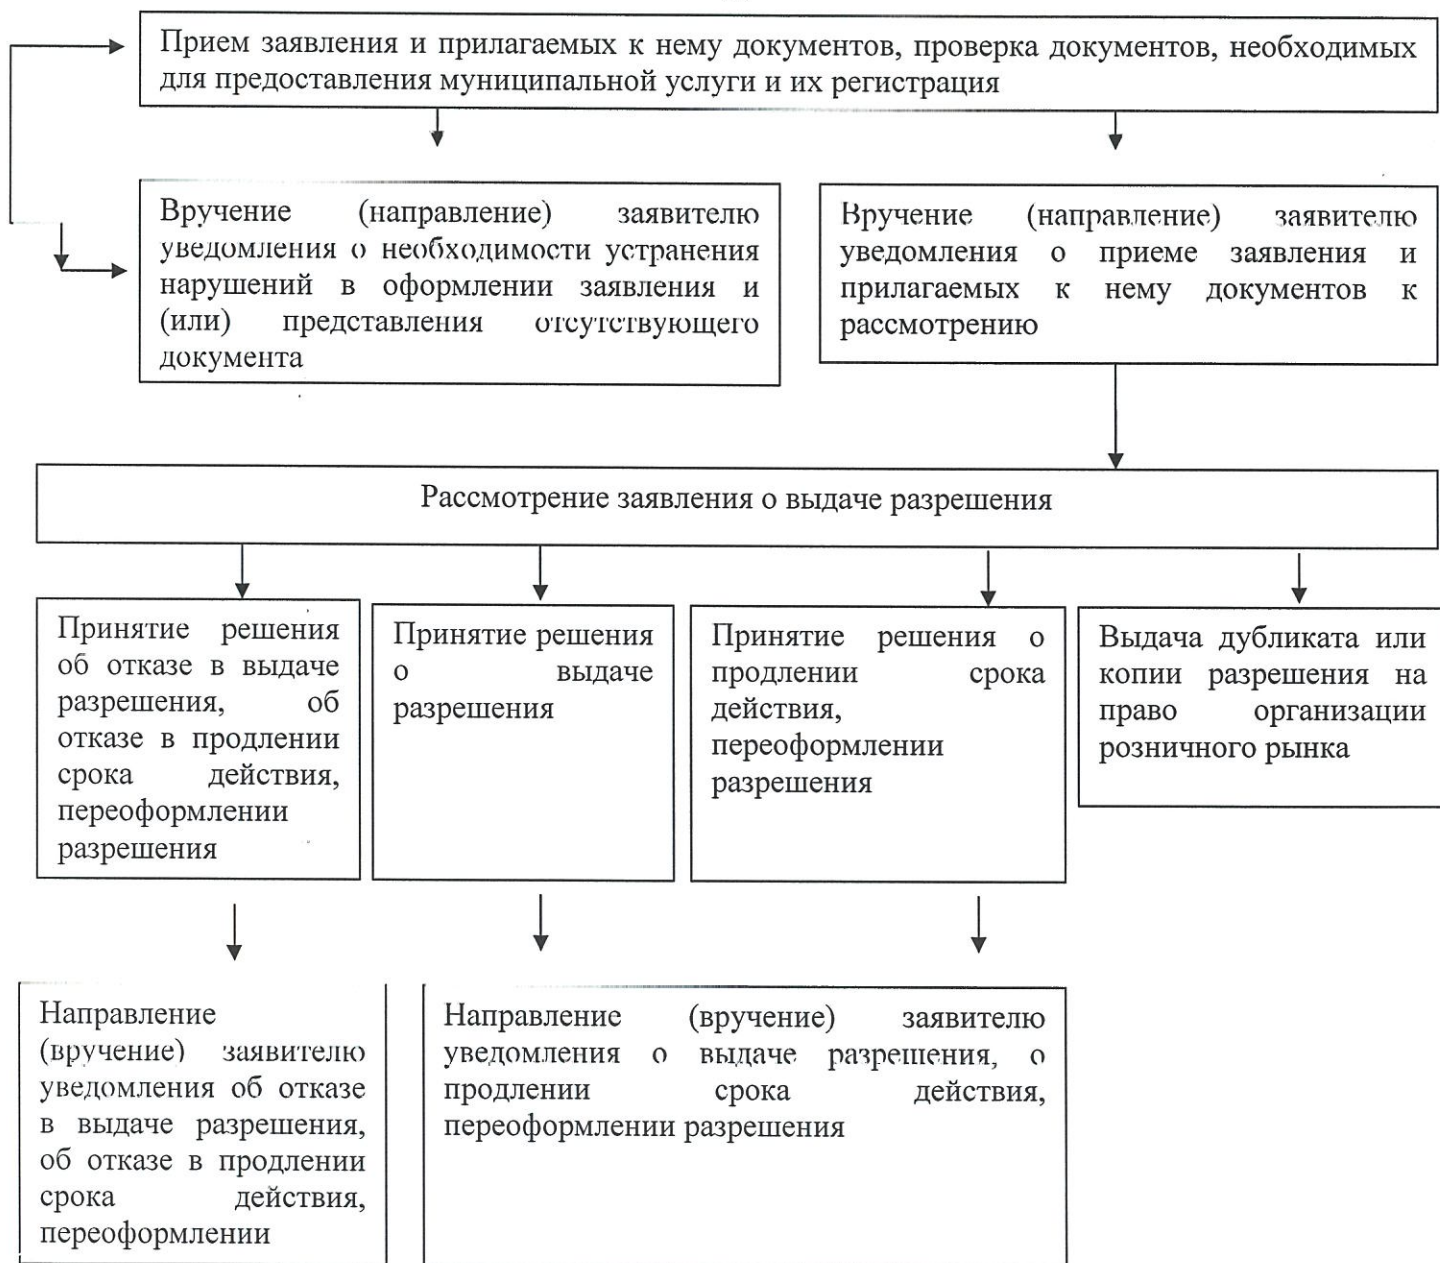 Прием заявления и прилагаемых к нему документов, проверка документов, необходимых
для предоставления муниципальной услуги и их регистрация
Вручение (направление) заявителю
уведомления о необходимости устранения
нарушений в оформлении заявления и
(или) представления отсутствующего
документа
Вручение (направление) заявителю
уведомления о приеме заявления и
прилагаемых к нему документов к
рассмотрению
Рассмотрение заявления о выдаче разрешения
Принятие решения
об отказе в выдаче
разрешения, об
отказе в продлении
срока действия,
переоформлении
разрешения
Принятие решения
о выдаче
разрешения
Принятие решения о
продлении срока
действия,
переоформлении
разрешения
Выдача дубликата или
копии разрешения на
право организации
розничного рынка
Направление
(вручение) заявителю
уведомления об отказе
в выдаче разрешения,
об отказе в продлении
срока действия,
переоформлении
Направление (вручение) заявителю
уведомления о выдаче разрешения, о
продлении срока действия,
переоформлении разрешения